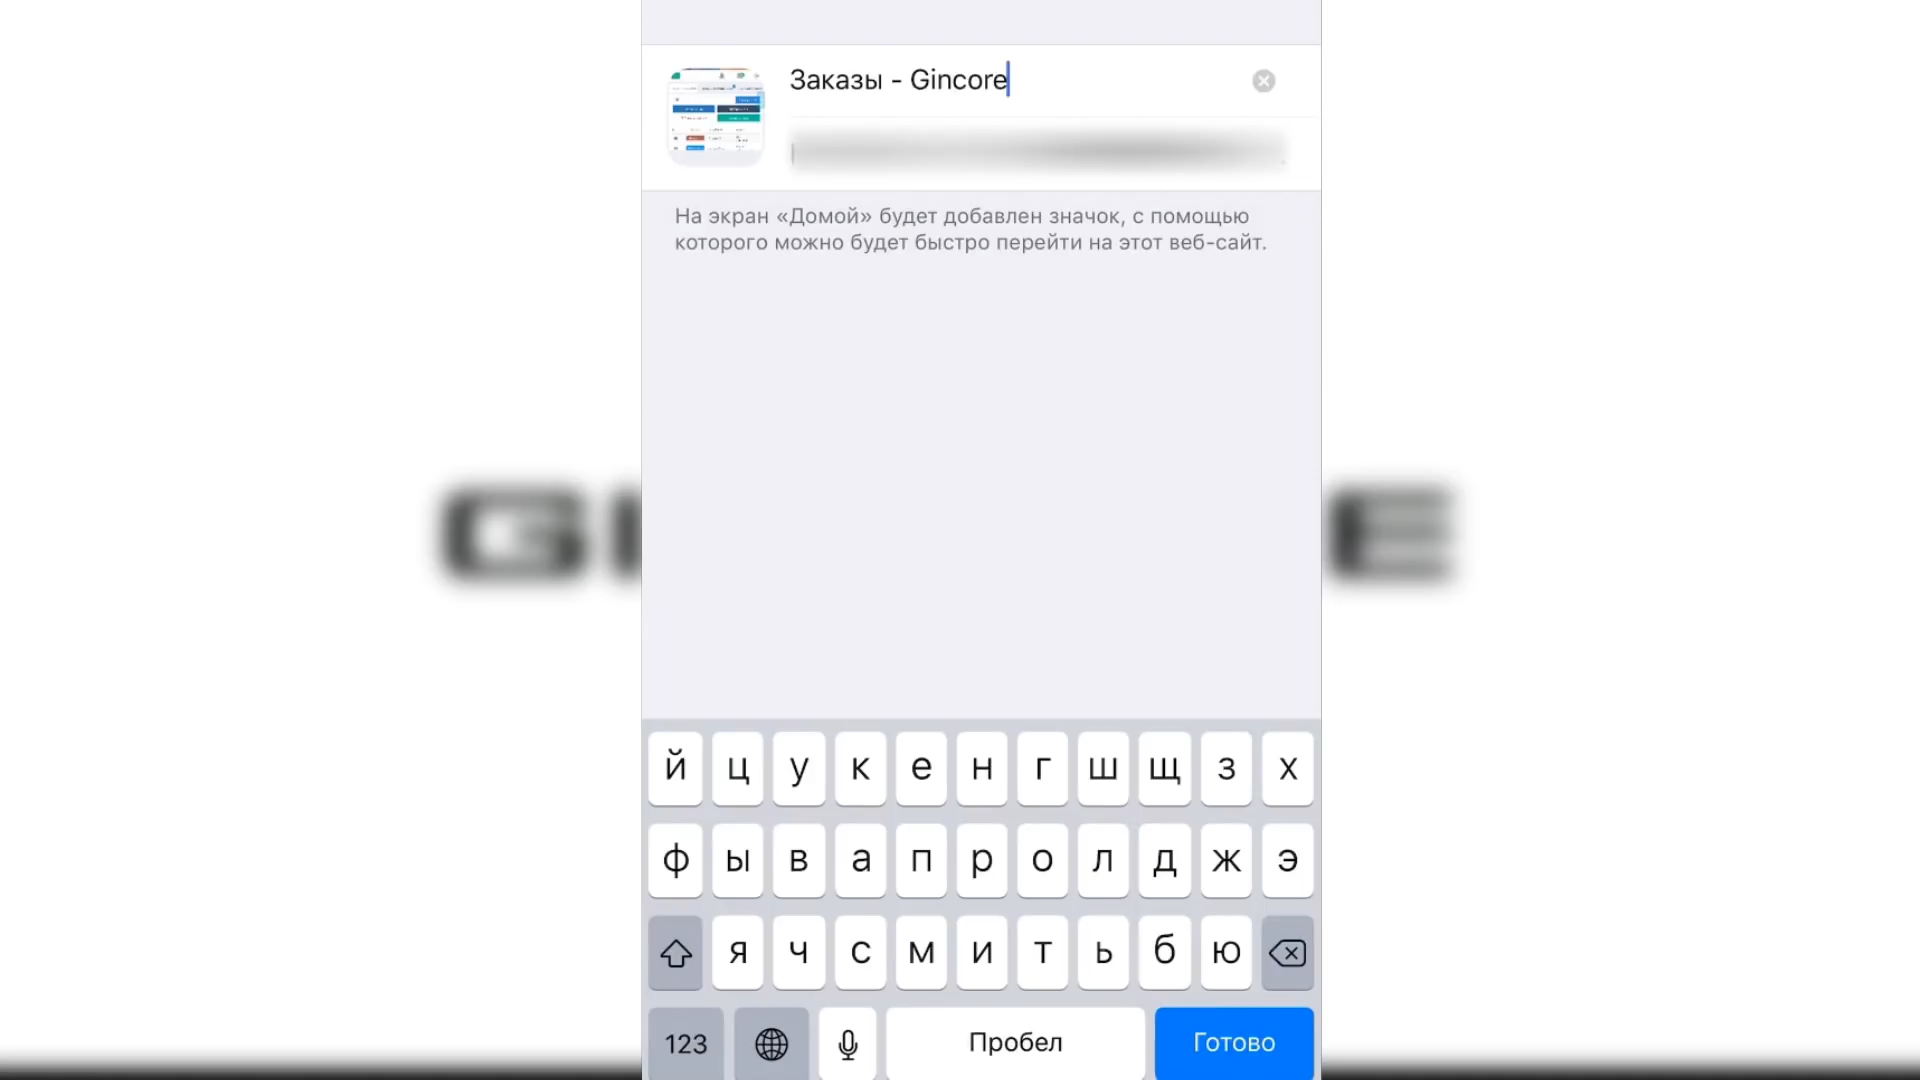 Заказы - Gincore
На экран «Домой» будет добавлен значок, с помощью
которого можно будет быстро перейти на этот веб-сайт.
й ц у к е н г ш щ з х
ф ы в а п р о л д ж э
я ч с м и т ь б ю
123 Пробел Готово